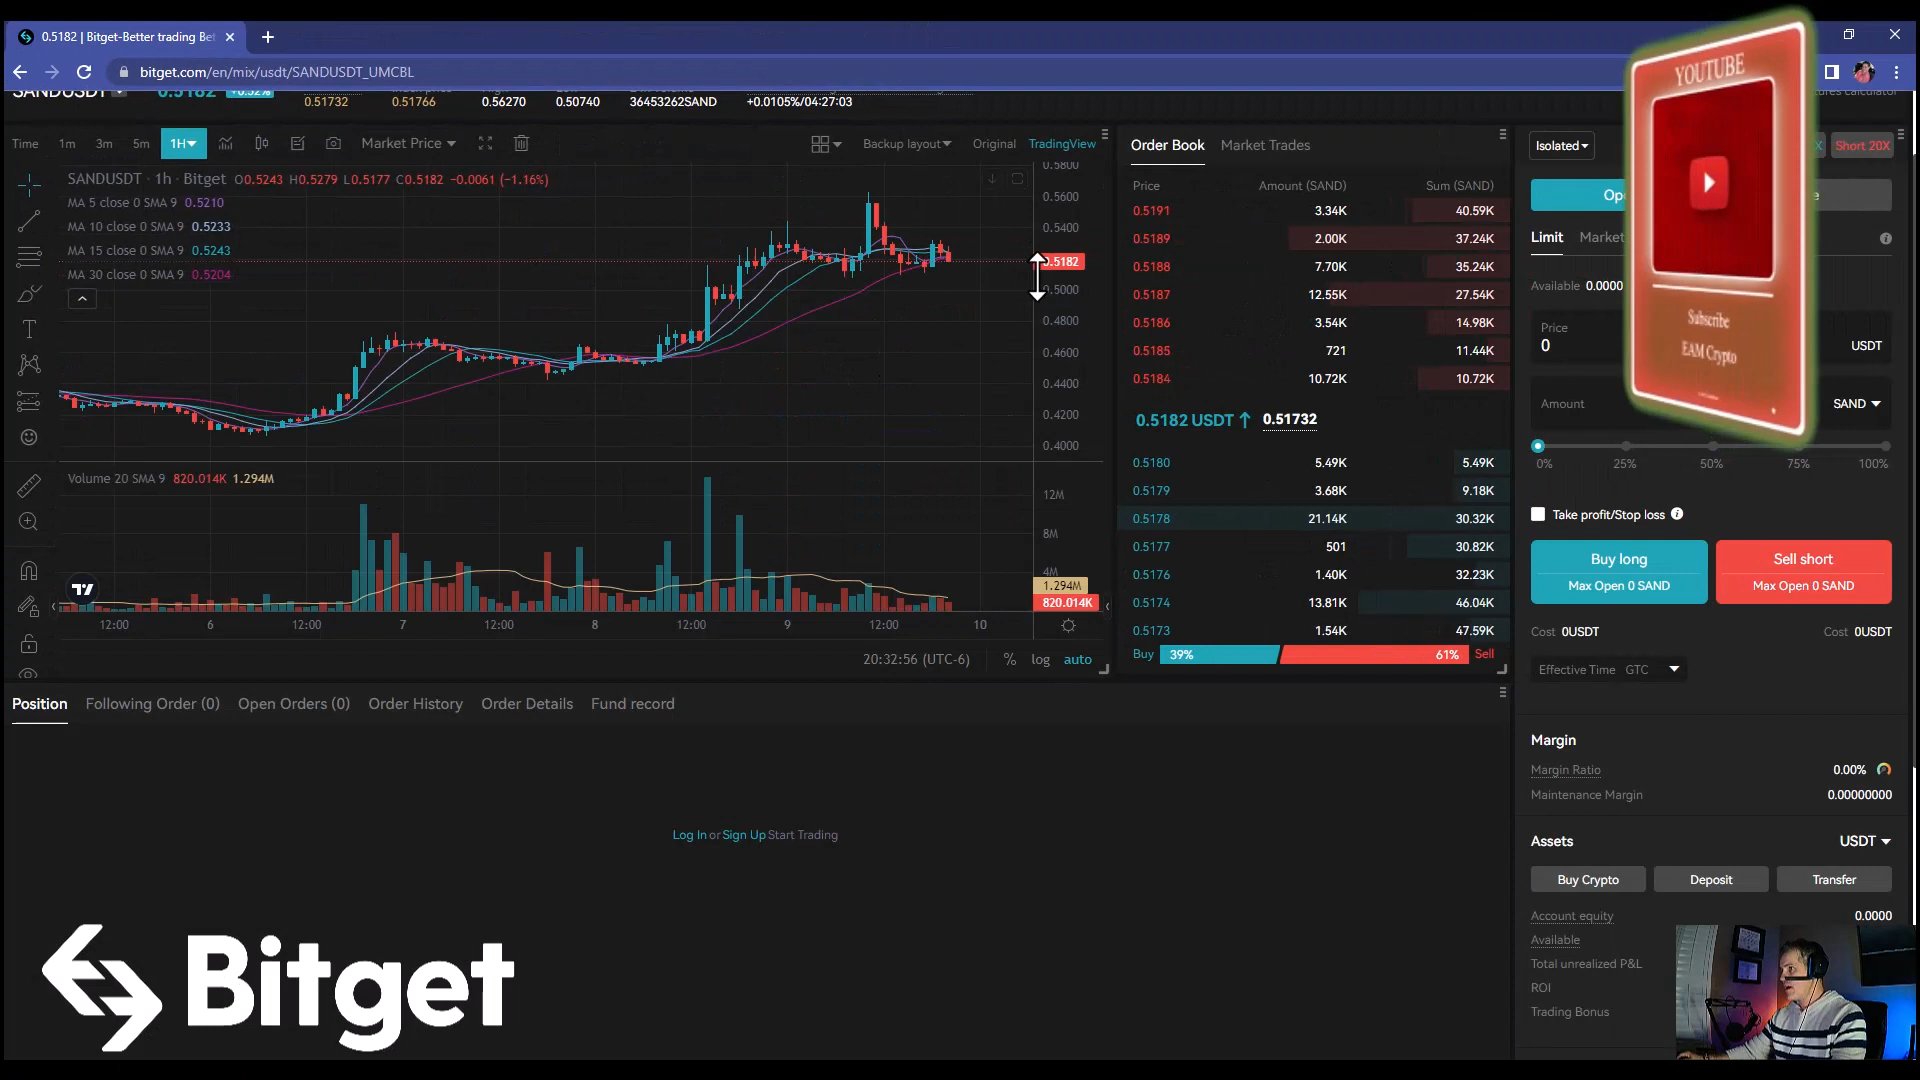 0.5182 | Bitget-Better trading Bet
bitget.com/en/mix/usdt/SANDUSDT_UMCBL
SANDUSDT 0.5182 +0.52% 0.51732 0.51766 0.56270 0.50740 36453262SAND +0.0105%/04:27:03
Time 1m 3m 5m 1H Market Price Backup layout Original TradingView
SANDUSDT · 1h · Bitget O0.5243 H0.5279 L0.5177 C0.5182 -0.0061 (-1.16%)
MA 5 close 0 SMA 9 0.5210
MA 10 close 0 SMA 9 0.5233
MA 15 close 0 SMA 9 0.5243
MA 30 close 0 SMA 9 0.5204
0.5800
0.5600
0.5400
0.5182
0.5000
0.4800
0.4600
0.4400
0.4200
0.4000
Volume 20 SMA 9 820.014K 1.294M
12M
8M
4M
1.294M
820.014K
12:00 6 12:00 7 12:00 8 12:00 9 12:00 10
20:32:56 (UTC-6) % log auto
Order Book Market Trades
Price Amount (SAND) Sum (SAND)
0.5191 3.34K 40.59K
0.5189 2.00K 37.24K
0.5188 7.70K 35.24K
0.5187 12.55K 27.54K
0.5186 3.54K 14.98K
0.5185 721 11.44K
0.5184 10.72K 10.72K
0.5182 USDT 0.51732
0.5180 5.49K 5.49K
0.5179 3.68K 9.18K
0.5178 21.14K 30.32K
0.5177 501 30.82K
0.5176 1.40K 32.23K
0.5174 13.81K 46.04K
0.5173 1.54K 47.59K
Buy 39% 61% Sell
Isolated X Short 20X
Limit Market
Available 0.0000
Price
0 USDT
Amount SAND
0% 25% 50% 75% 100%
Take profit/Stop loss
Buy long
Max Open 0 SAND
Sell short
Max Open 0 SAND
Cost 0USDT Cost 0USDT
Effective Time GTC
Margin
Margin Ratio 0.00%
Maintenance Margin 0.00000000
Assets USDT
Buy Crypto Deposit Transfer
Account equity 0.0000
Available
Total unrealized P&L
ROI
Trading Bonus
YOUTUBE
Subscribe
EAM Crypto
Position Following Order (0) Open Orders (0) Order History Order Details Fund record
Log In or Sign Up Start Trading
Bitget